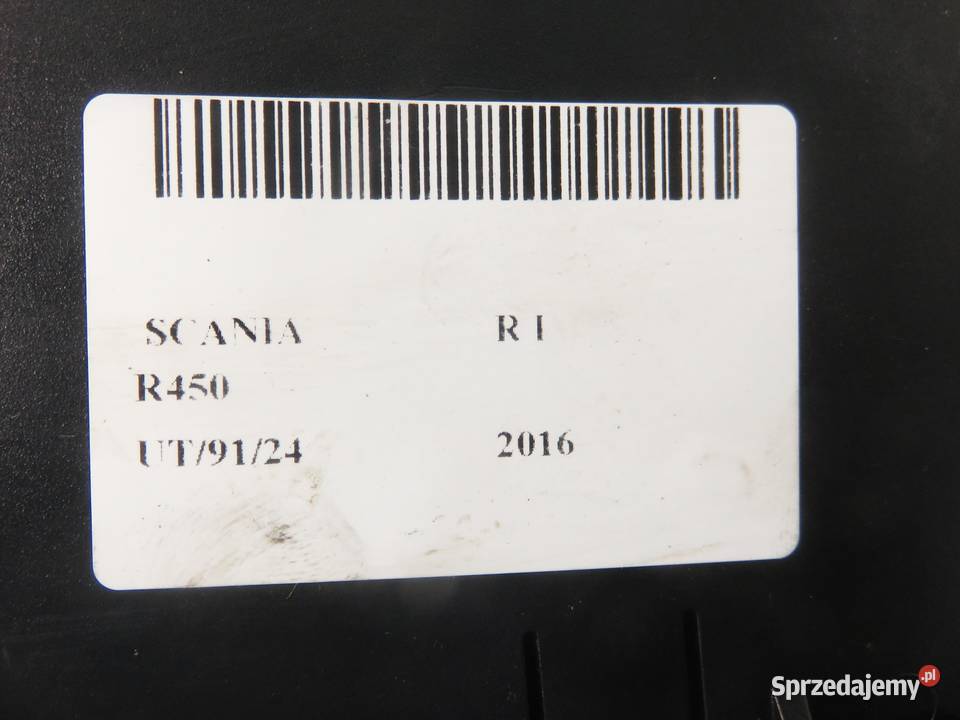 SCANIA R I
R450
UT/91/24 2016
Sprzedajemy.pl